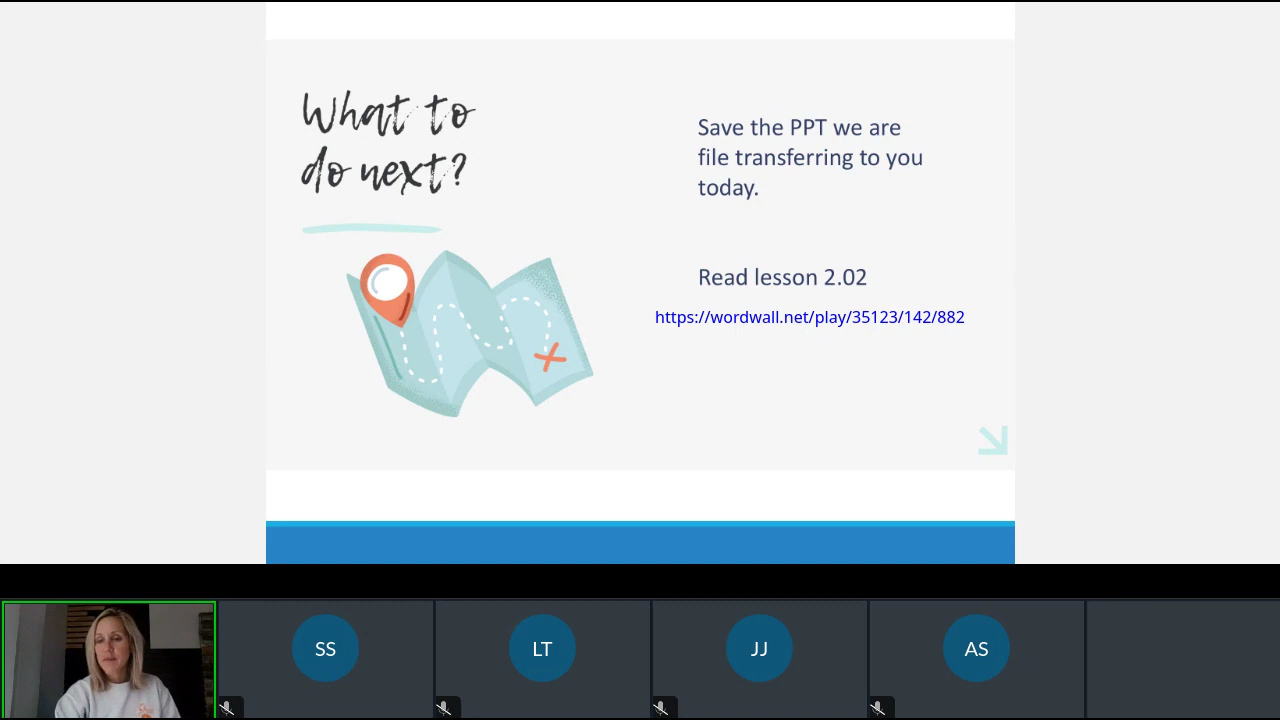 What to
do next?
Save the PPT we are
file transferring to you
today.
Read lesson 2.02
https://wordwall.net/play/35123/142/882
SS
LT
JJ
AS